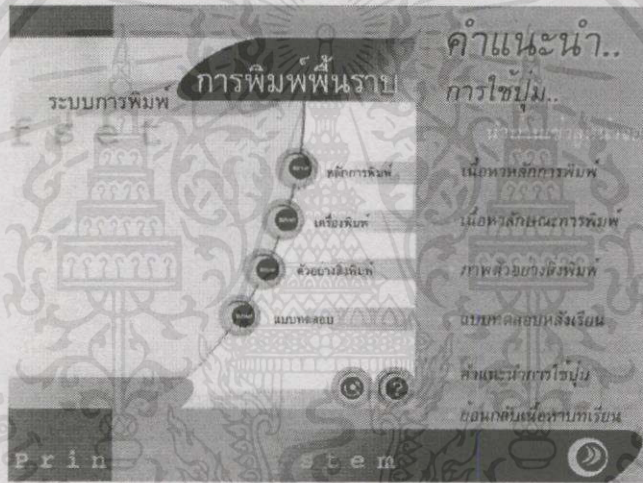 คำแนะนำ..
การพิมพ์พื้นราบ
การใช้ปุ่ม..
ระบบการพิมพ์
fset
หลักการพิมพ์
เนื้อหาหลักการพิมพ์
เครื่องพิมพ์
เนื้อหาลักษณะการพิมพ์
ตัวอย่างสิ่งพิมพ์
ภาพตัวอย่างสิ่งพิมพ์
แบบทดสอบ
แบบทดสอบหลังเรียน
คำแนะนำการใช้ปุ่ม
?
ย้อนกลับเนื้อหาบทเรียน
Prin stem